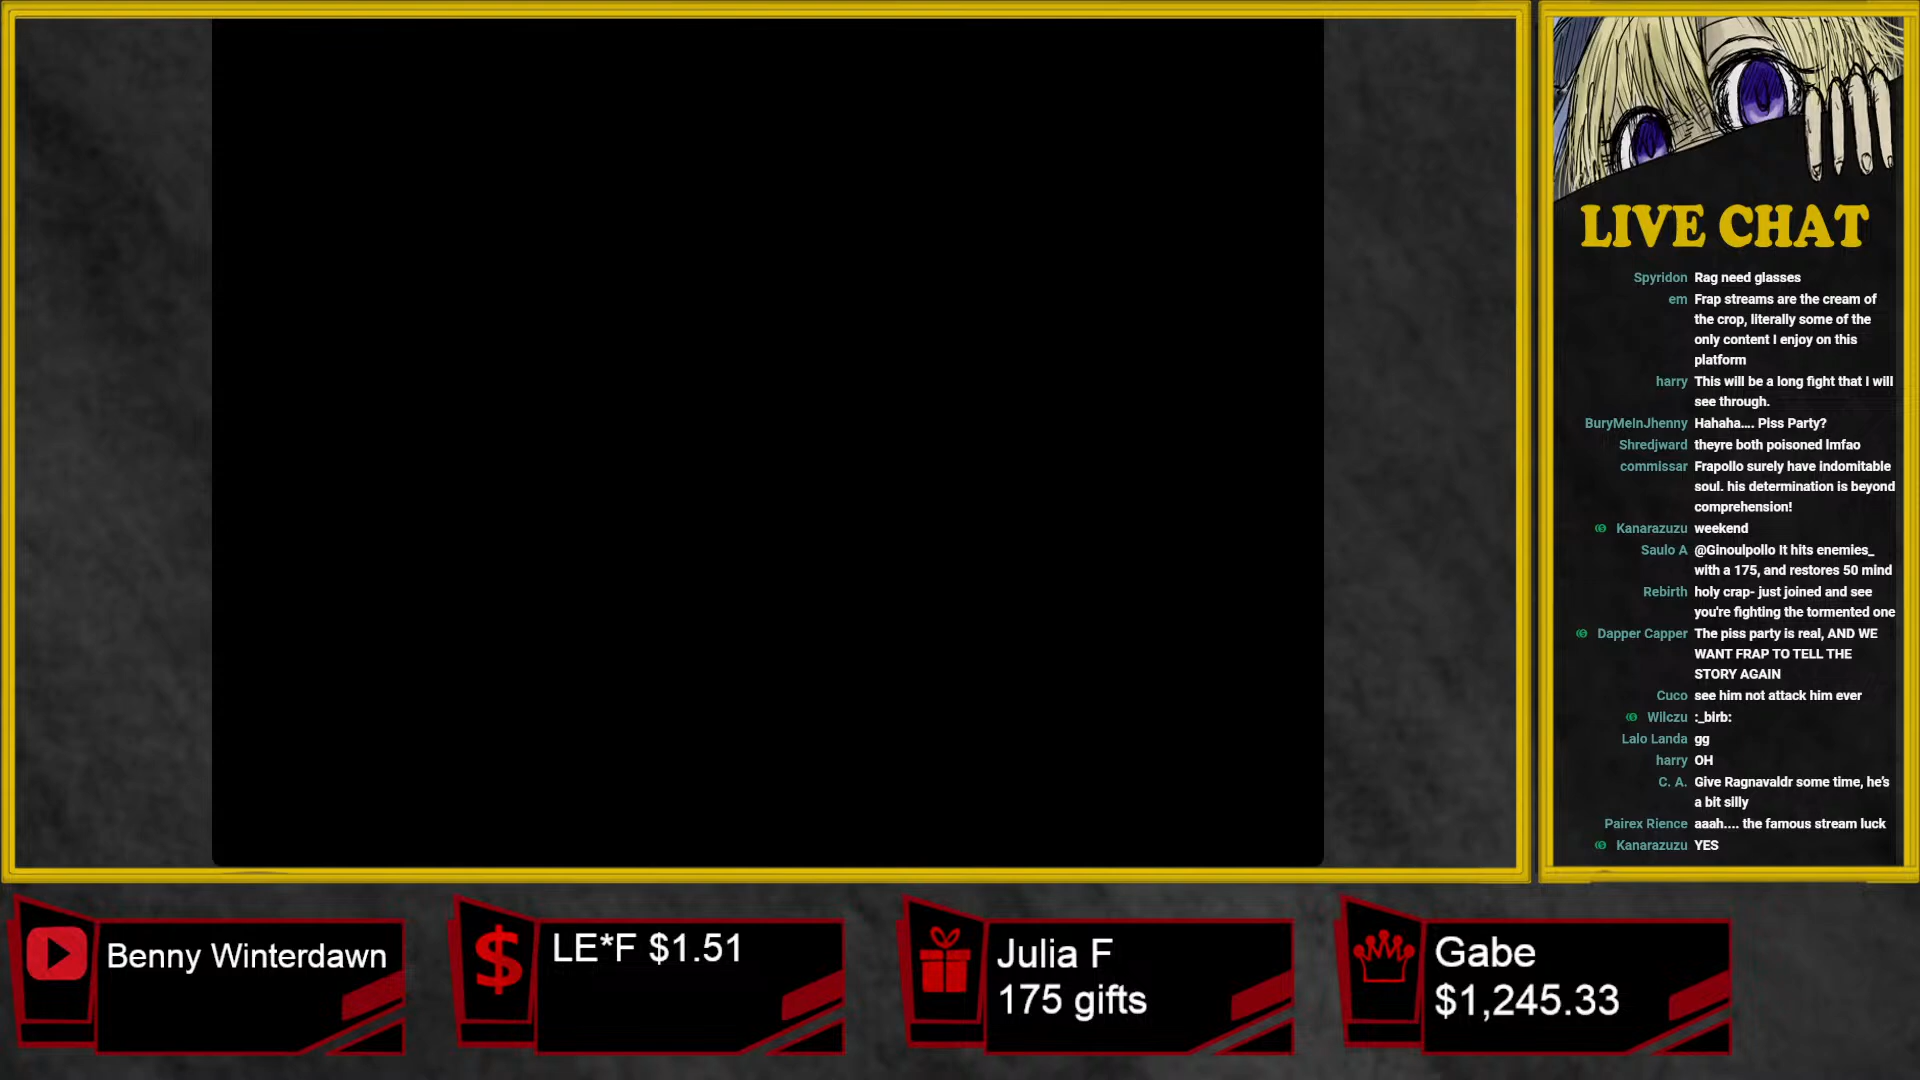 LIVE CHAT
Spyridon Rag need glasses
em Frap streams are the cream of
the crop, literally some of the
only content I enjoy on this
platform
harry This will be a long fight that I will
see through.
BuryMeInJhenny Hahaha.... Piss Party?
Shredjward theyre both poisoned lmfao
commissar Frapollo surely have indomitable
soul. his determination is beyond
comprehension!
Kanarazuzu weekend
Saulo A @Ginoulpollo It hits enemies_
with a 175, and restores 50 mind
Rebirth holy crap- just joined and see
you're fighting the tormented one
Dapper Capper The piss party is real, AND WE
WANT FRAP TO TELL THE
STORY AGAIN
Cuco see him not attack him ever
Wilczu :_birb:
Lalo Landa gg
harry OH
C. A. Give Ragnavaldr some time, he's
a bit silly
Pairex Rience aaah.... the famous stream luck
Kanarazuzu YES
Benny Winterdawn
$ LE*F $1.51
Julia F
175 gifts
Gabe
$1,245.33